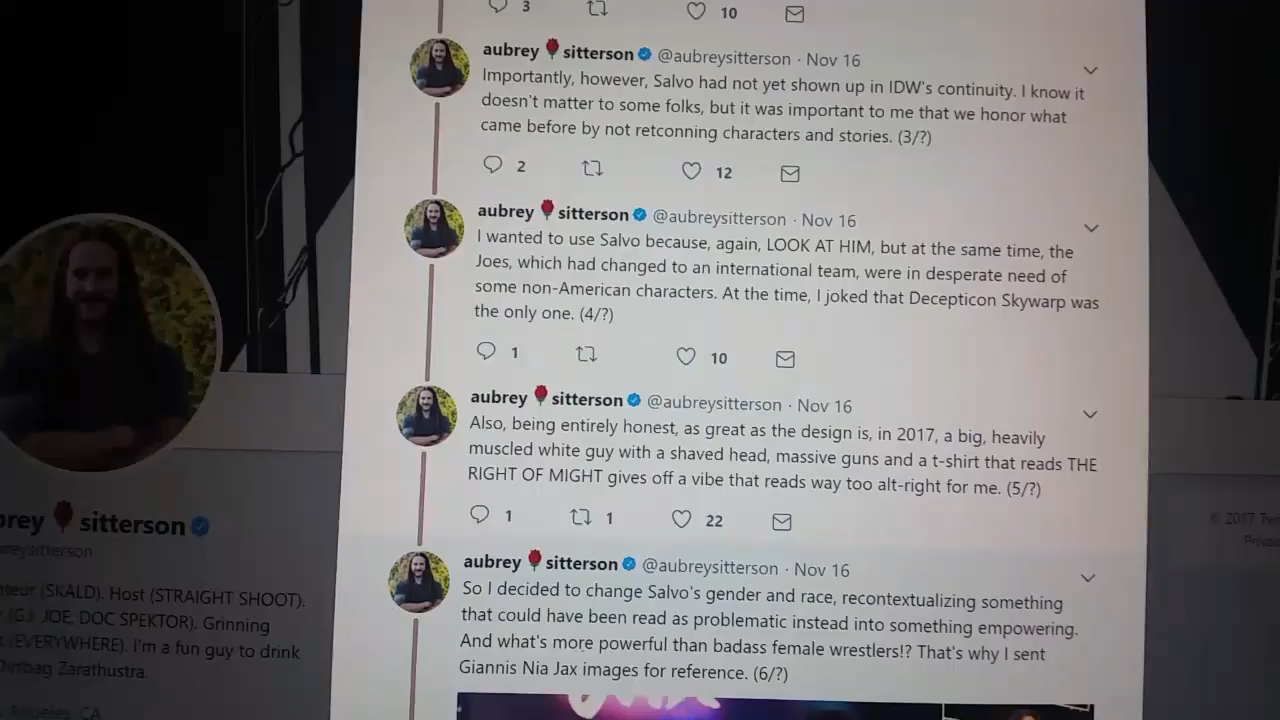 3 10
aubrey sitterson @aubreysitterson · Nov 16
Importantly, however, Salvo had not yet shown up in IDW's continuity. I know it
doesn't matter to some folks, but it was important to me that we honor what
came before by not retconning characters and stories. (3/?)
2 12
aubrey sitterson @aubreysitterson · Nov 16
I wanted to use Salvo because, again, LOOK AT HIM, but at the same time, the
Joes, which had changed to an international team, were in desperate need of
some non-American characters. At the time, I joked that Decepticon Skywarp was
the only one. (4/?)
1 10
aubrey sitterson @aubreysitterson · Nov 16
Also, being entirely honest, as great as the design is, in 2017, a big, heavily
muscled white guy with a shaved head, massive guns and a t-shirt that reads THE
RIGHT OF MIGHT gives off a vibe that reads way too alt-right for me. (5/?)
1 1 22
aubrey sitterson @aubreysitterson · Nov 16
So I decided to change Salvo's gender and race, recontextualizing something
that could have been read as problematic instead into something empowering.
And what's more powerful than badass female wrestlers!? That's why I sent
Giannis Nia Jax images for reference. (6/?)
brey sitterson
breysitterson
teur (SKALD). Host (STRAIGHT SHOOT).
(G.I. JOE, DOC SPEKTOR). Grinning
(EVERYWHERE). I'm a fun guy to drink
Dirtbag Zarathustra.
Angeles, CA
© 2017 Tw
Privac